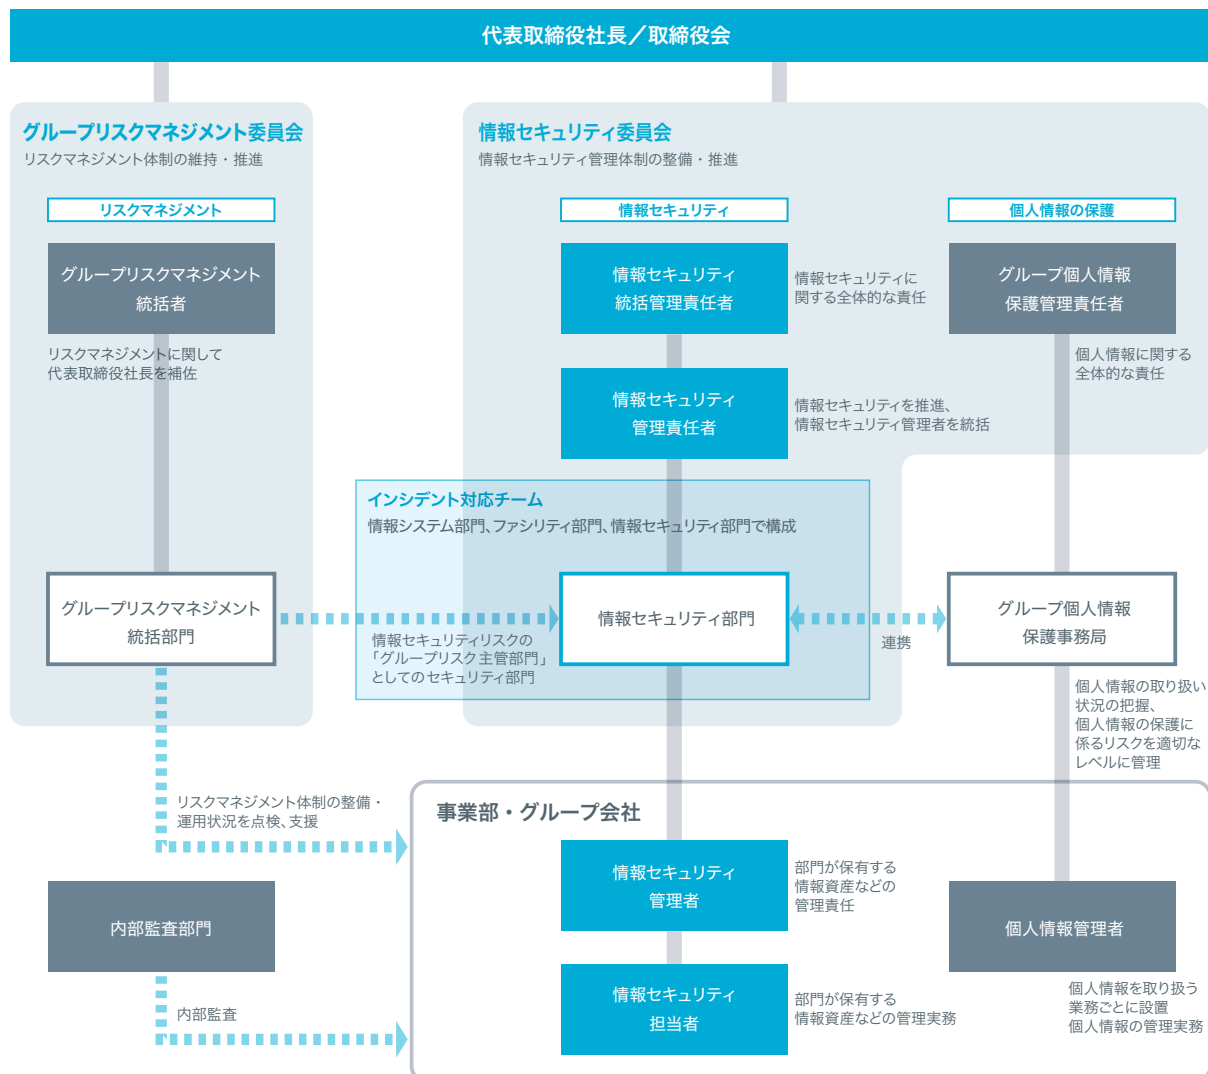 代表取締役社長／取締役会
グループリスクマネジメント委員会
リスクマネジメント体制の維持・推進
リスクマネジメント
グループリスクマネジメント
統括者
リスクマネジメントに関して
代表取締役社長を補佐
情報セキュリティ委員会
情報セキュリティ管理体制の整備・推進
情報セキュリティ
情報セキュリティ
統括管理責任者
情報セキュリティに
関する全体的な責任
個人情報の保護
グループ個人情報
保護管理責任者
個人情報に関する
全体的な責任
情報セキュリティ
管理責任者
情報セキュリティを推進、
情報セキュリティ管理者を統括
インシデント対応チーム
情報システム部門、ファシリティ部門、情報セキュリティ部門で構成
グループリスクマネジメント
統括部門
情報セキュリティリスクの
「グループリスク主管部門」
としてのセキュリティ部門
情報セキュリティ部門
連携
グループ個人情報
保護事務局
個人情報の取り扱い
状況の把握、
個人情報の保護に
係るリスクを適切な
レベルに管理
リスクマネジメント体制の整備・
運用状況を点検、支援
事業部・グループ会社
情報セキュリティ
管理者
部門が保有する
情報資産などの
管理責任
内部監査部門
個人情報管理者
内部監査
情報セキュリティ
担当者
部門が保有する
情報資産などの管理実務
個人情報を取り扱う
業務ごとに設置
個人情報の管理実務